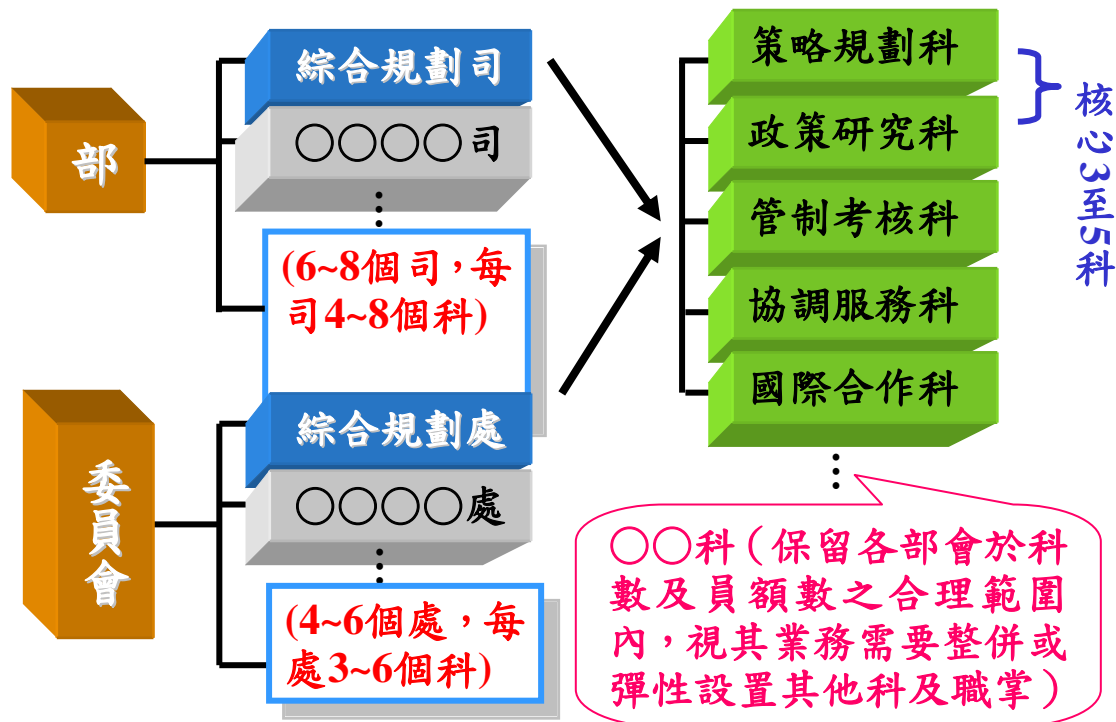 部
綜合規劃司
○○○○司
⋮
(6~8個司，每
司4~8個科)
委員會
綜合規劃處
○○○○處
⋮
(4~6個處，每
處3~6個科)
策略規劃科
政策研究科
管制考核科
協調服務科
國際合作科
⋮
核心3至5科
○○科（保留各部會於科
數及員額數之合理範圍
內，視其業務需要整併或
彈性設置其他科及職掌）